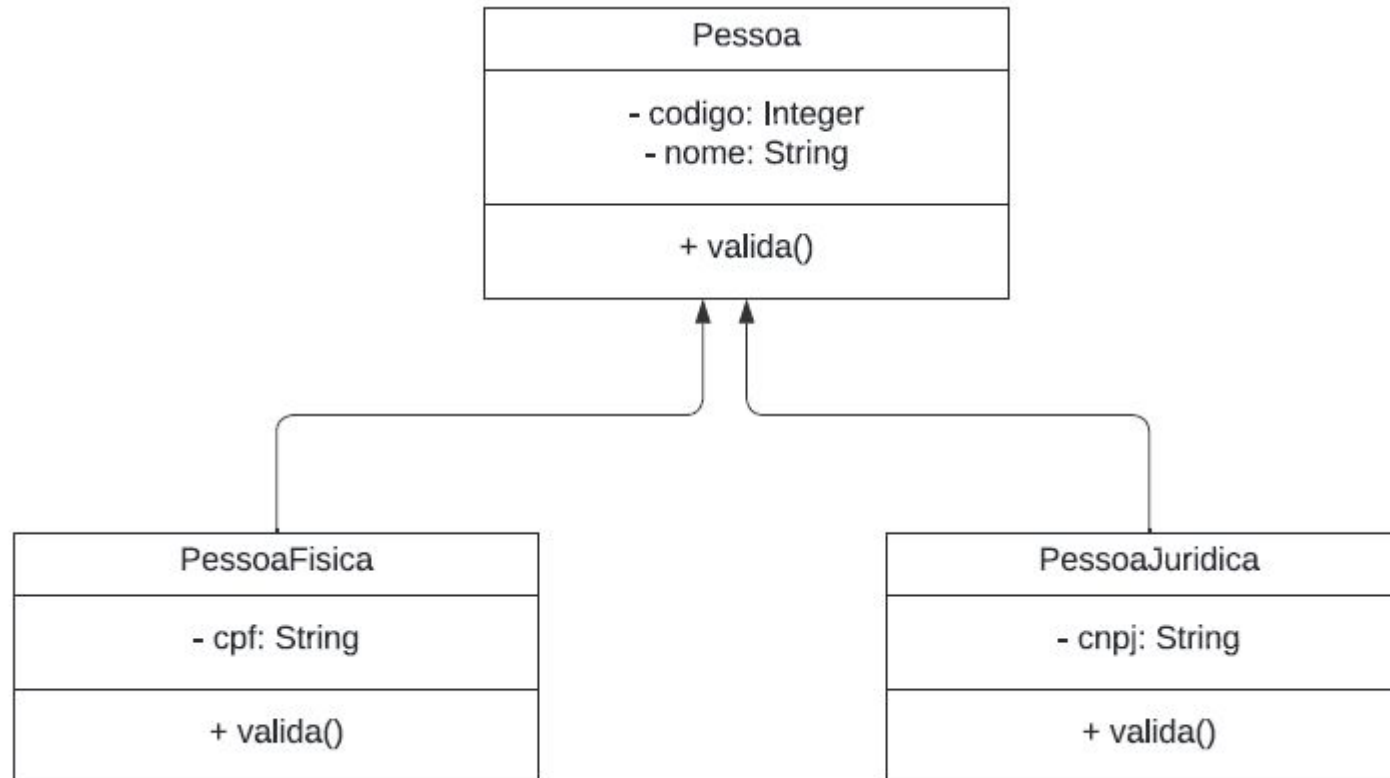 Pessoa
- codigo: Integer
- nome: String
+ valida()
PessoaFisica
- cpf: String
+ valida()
PessoaJuridica
- cnpj: String
+ valida()